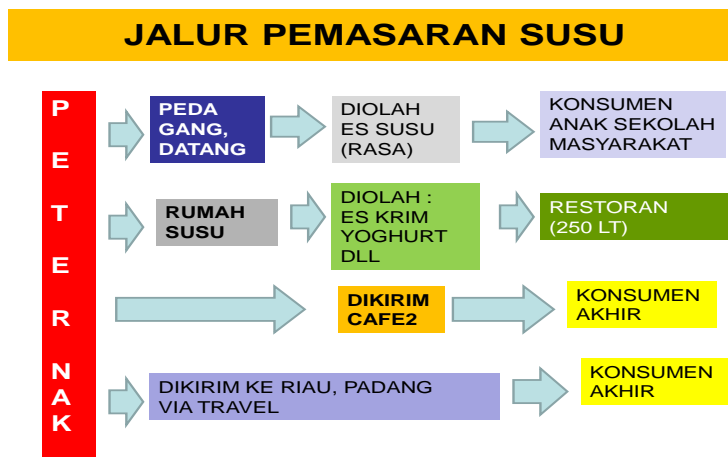 JALUR PEMASARAN SUSU
P
E
T
E
R
N
A
K
PEDA
GANG,
DATANG
DIOLAH
ES SUSU
(RASA)
KONSUMEN
ANAK SEKOLAH
MASYARAKAT
RUMAH
SUSU
DIOLAH :
ES KRIM
YOGHURT
DLL
RESTORAN
(250 LT)
DIKIRIM
CAFE2
KONSUMEN
AKHIR
DIKIRIM KE RIAU, PADANG
VIA TRAVEL
KONSUMEN
AKHIR